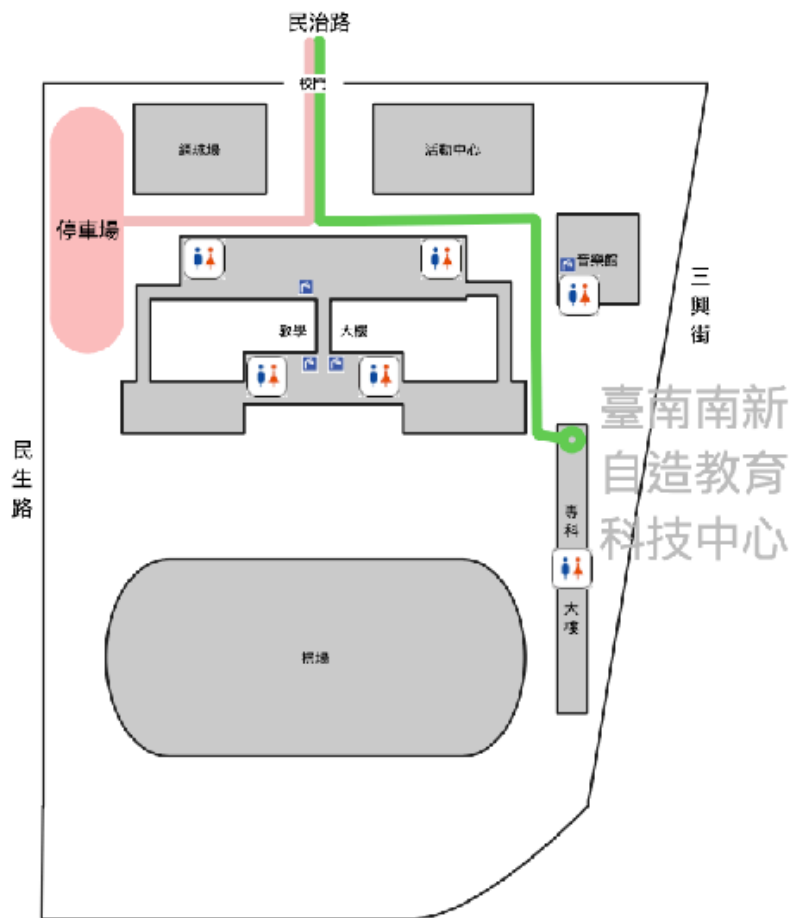 民治路
校門
網球場
活動中心
停車場
音樂館
三興街
教學 大樓
臺南南新
自造教育
科技中心
民生路
專科
大樓
操場